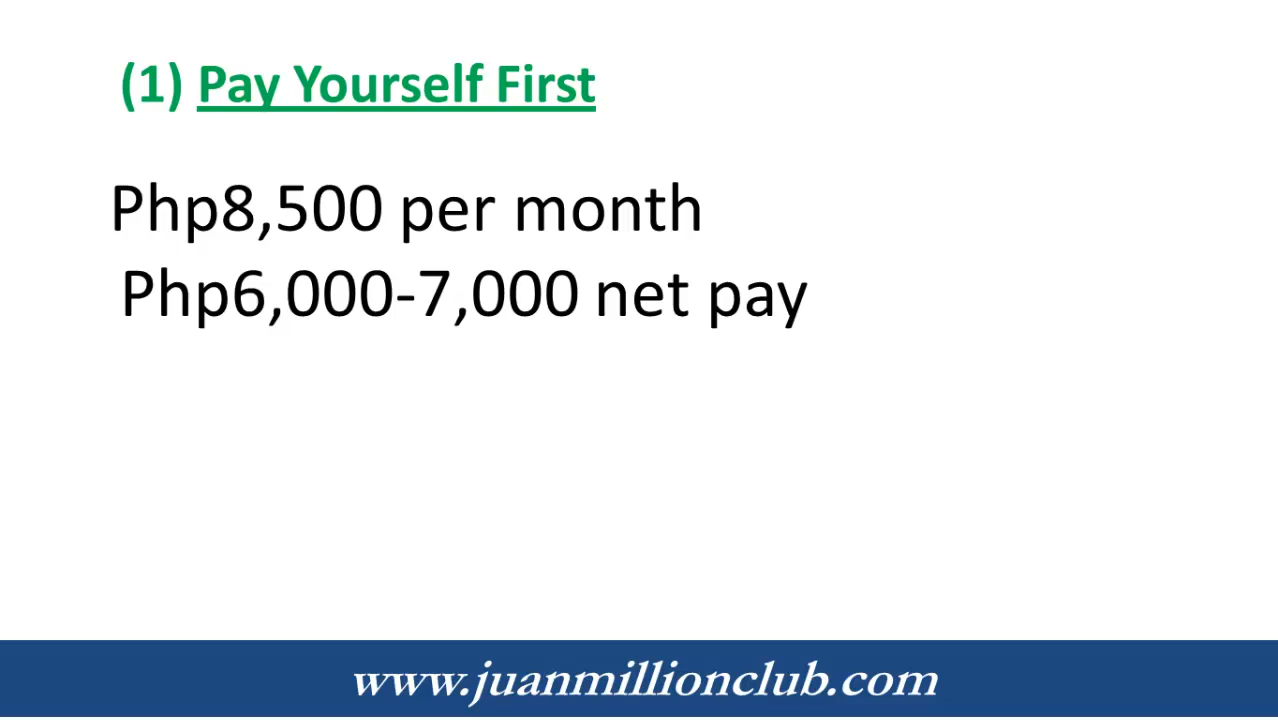 (1) Pay Yourself First
Php8,500 per month
Php6,000-7,000 net pay
www.juanmillionclub.com